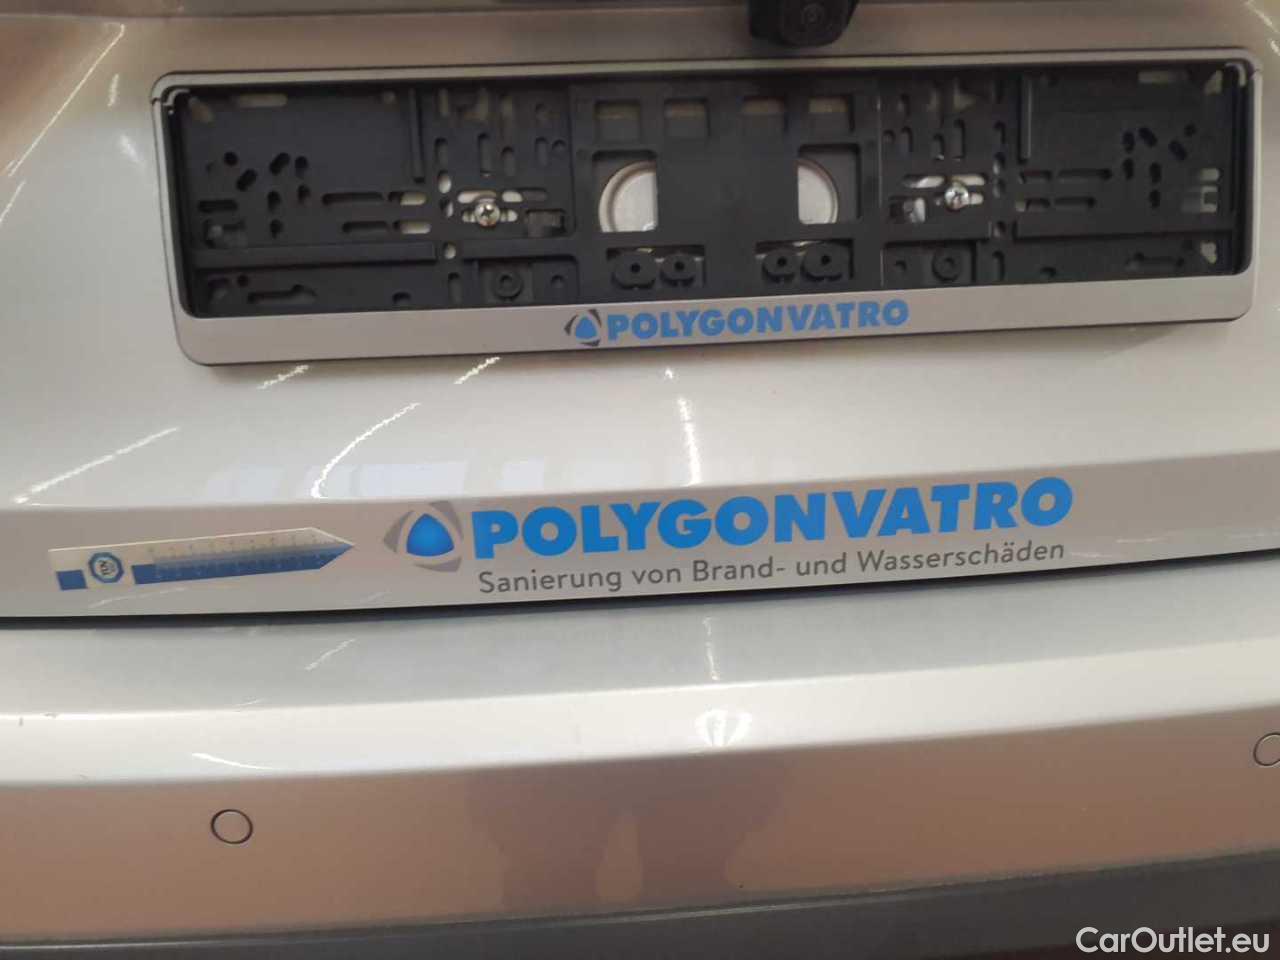 POLYGONVATRO
POLYGONVATRO
Sanierung von Brand- und Wasserschäden
CarOutlet.eu